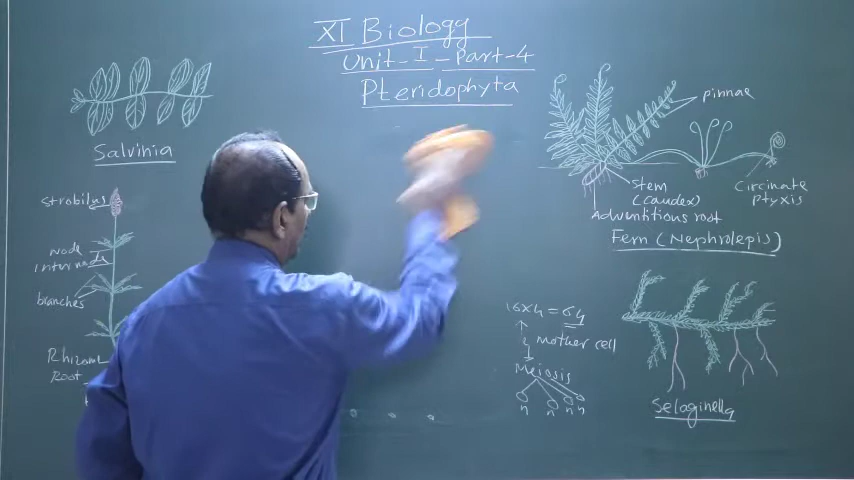 XI Biology
Unit - I - Part-4
Pteridophyta
Salvinia
strobilus
node
internode
branches
Rhizome
Root
pinnae
stem
(caudex)
Adventitious root
Circinate
ptyxis
Fern (Nephrolepis)
16x4 = 64
Mother cell
Meiosis
n n n n
Selaginella